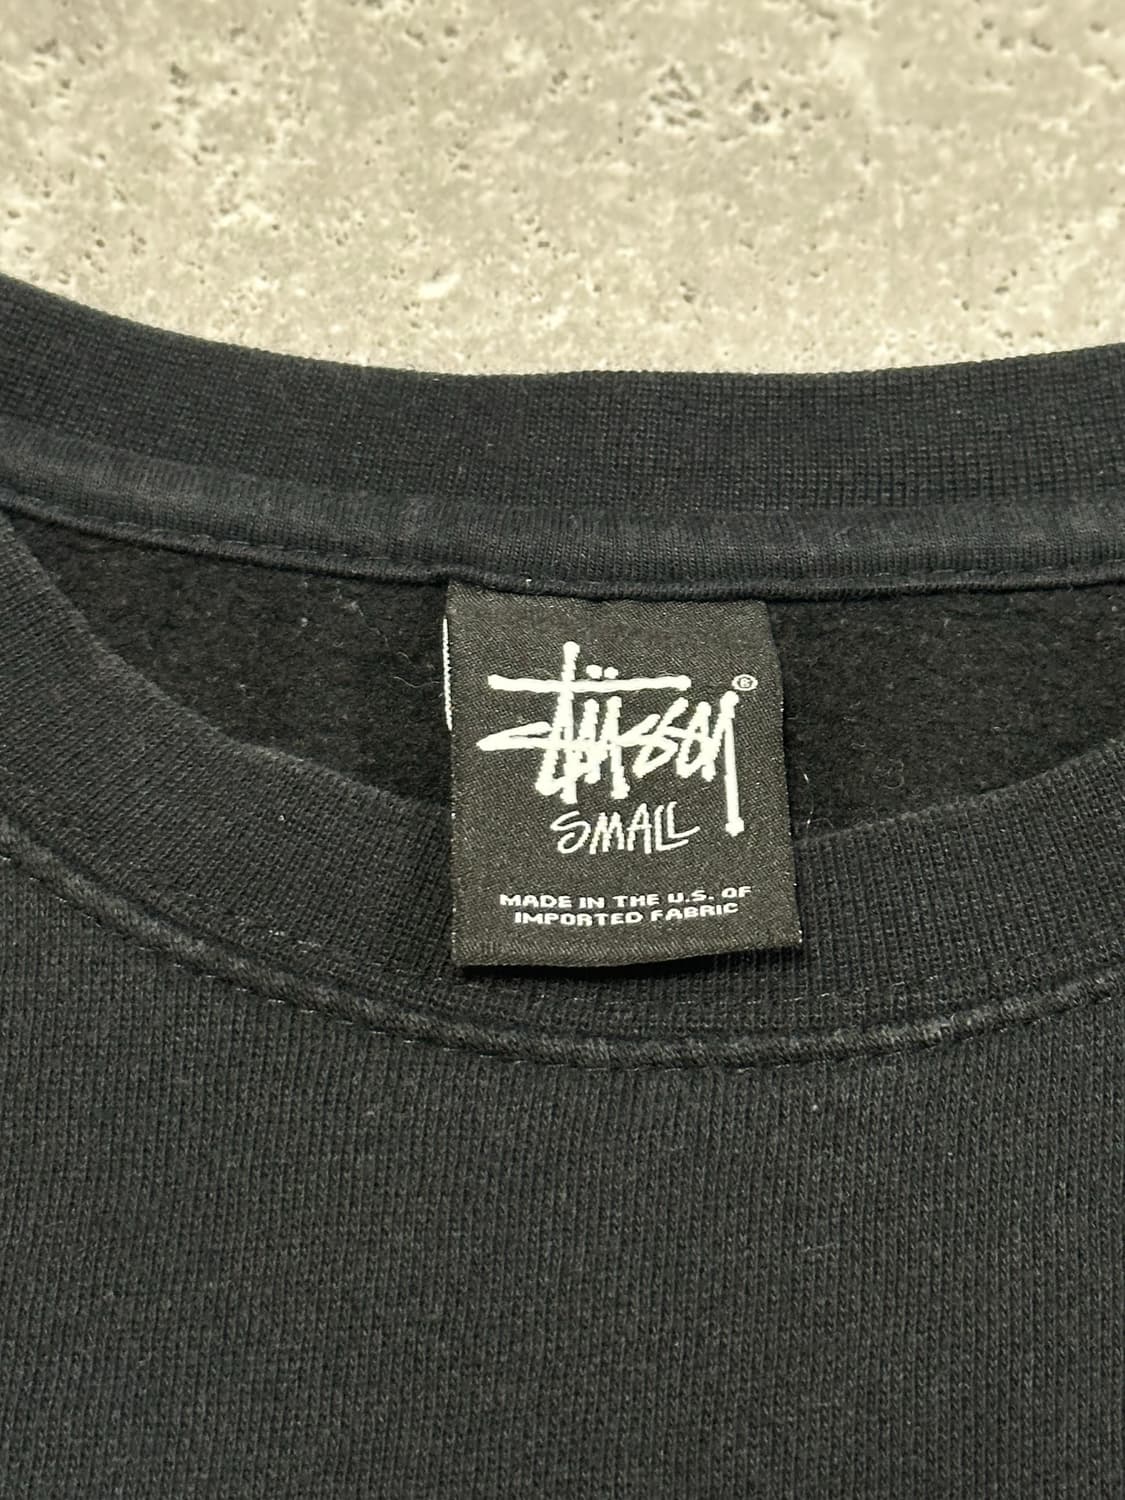 Stüssy®
SMALL
MADE IN THE U.S. OF
IMPORTED FABRIC